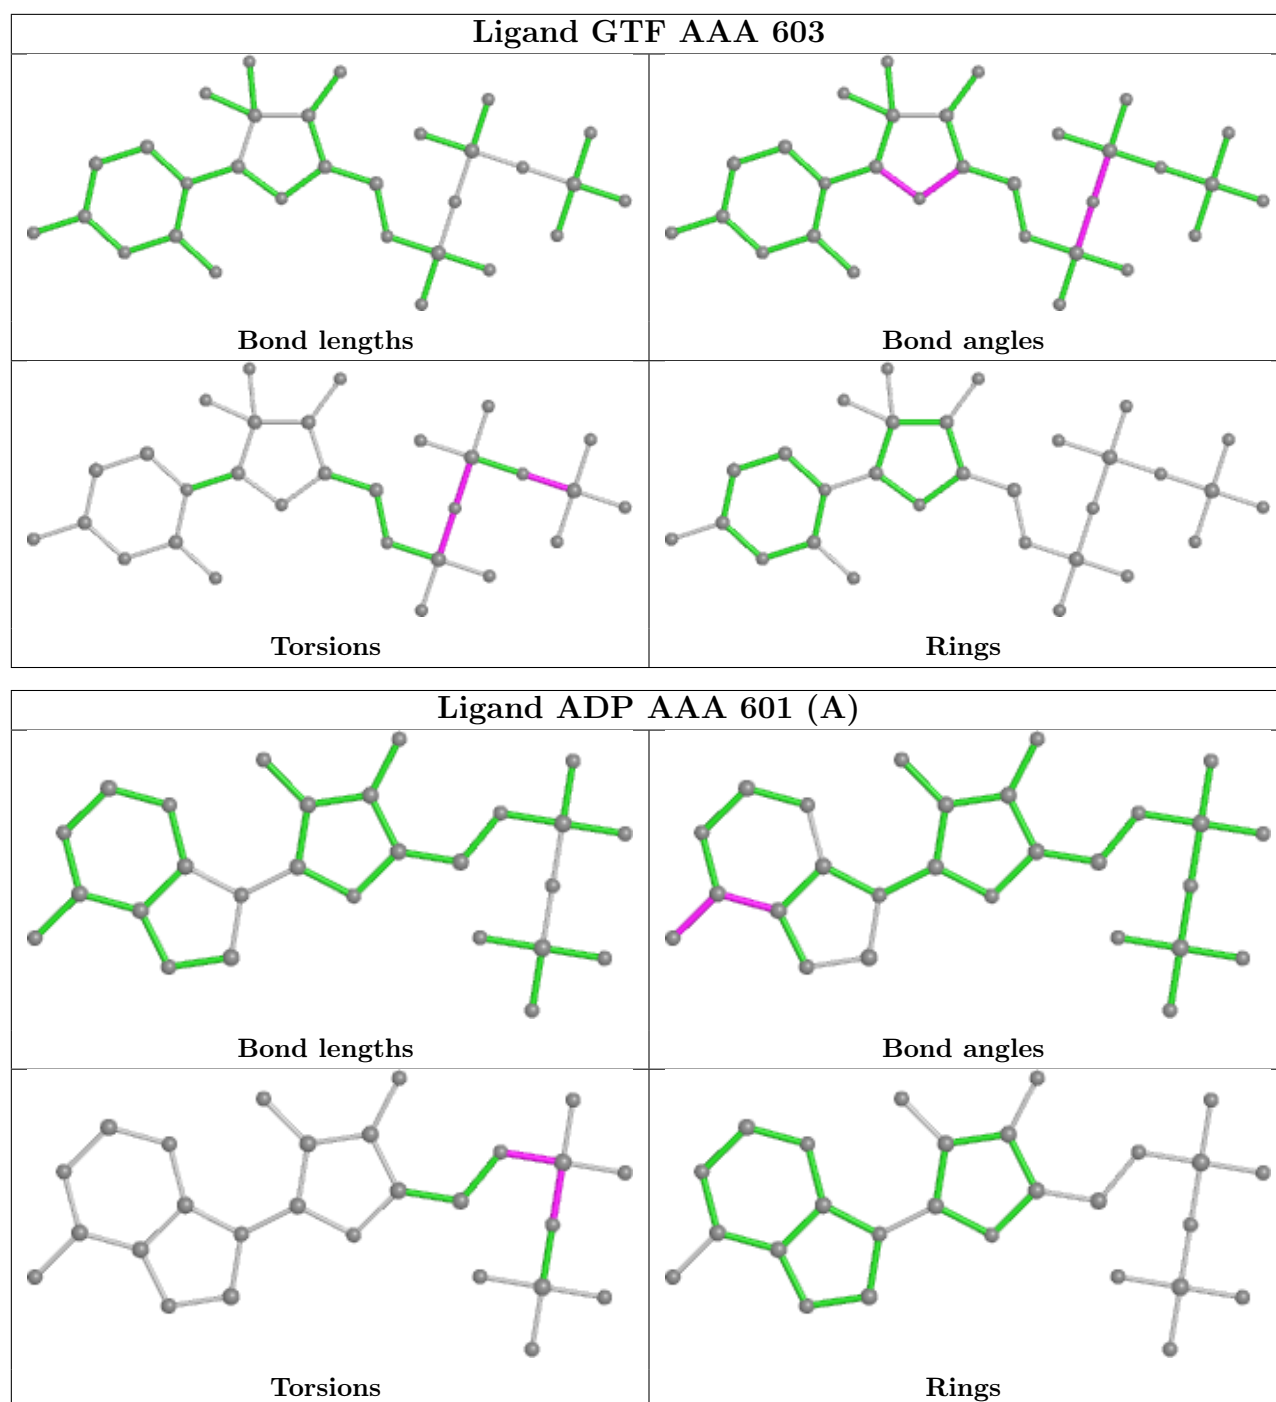 Ligand GTF AAA 603
Bond lengths
Bond angles
Torsions
Rings
Ligand ADP AAA 601 (A)
Bond lengths
Bond angles
Torsions
Rings